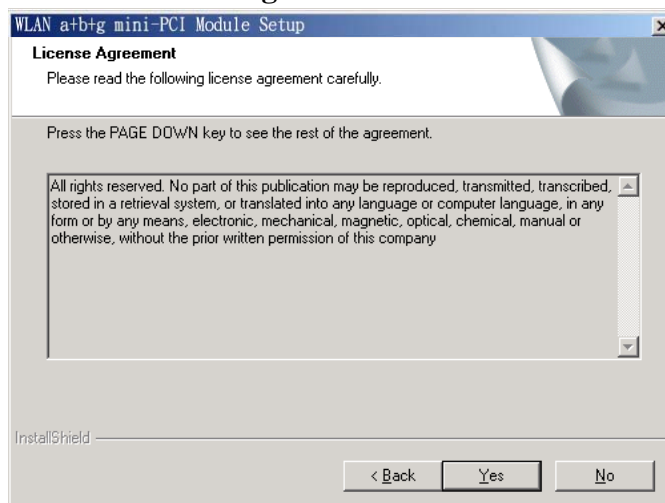 WLAN a+b+g mini-PCI Module Setup
License Agreement
Please read the following license agreement carefully.
Press the PAGE DOWN key to see the rest of the agreement.
All rights reserved. No part of this publication may be reproduced, transmitted, transcribed,
stored in a retrieval system, or translated into any language or computer language, in any
form or by any means, electronic, mechanical, magnetic, optical, chemical, manual or
otherwise, without the prior written permission of this company
InstallShield
< Back Yes No